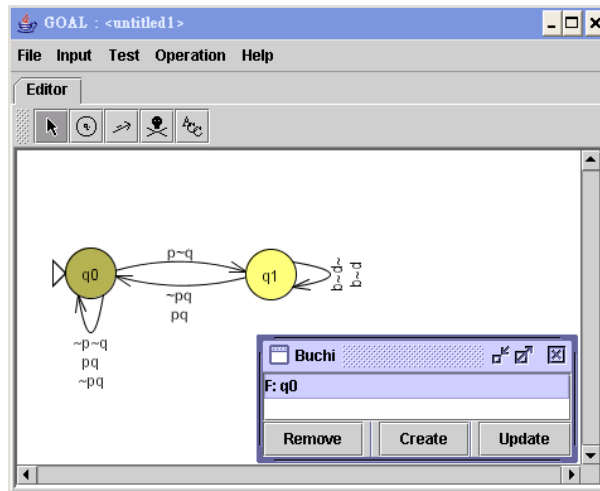 GOAL : <untitled1>
File Input Test Operation Help
Editor
Acc
p~q
q0
q1
~p~q
p~q
~pq
pq
~p~q
pq
~pq
Buchi
F: q0
Remove Create Update